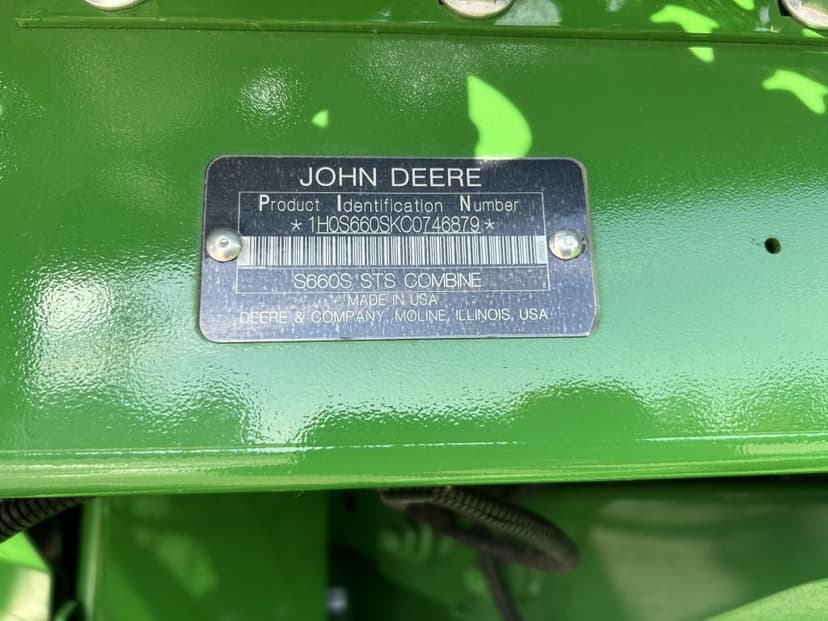 JOHN DEERE
Product Identification Number
*1H0S660SKC0746879*
S660S STS COMBINE
MADE IN USA
DEERE & COMPANY, MOLINE, ILLINOIS, USA